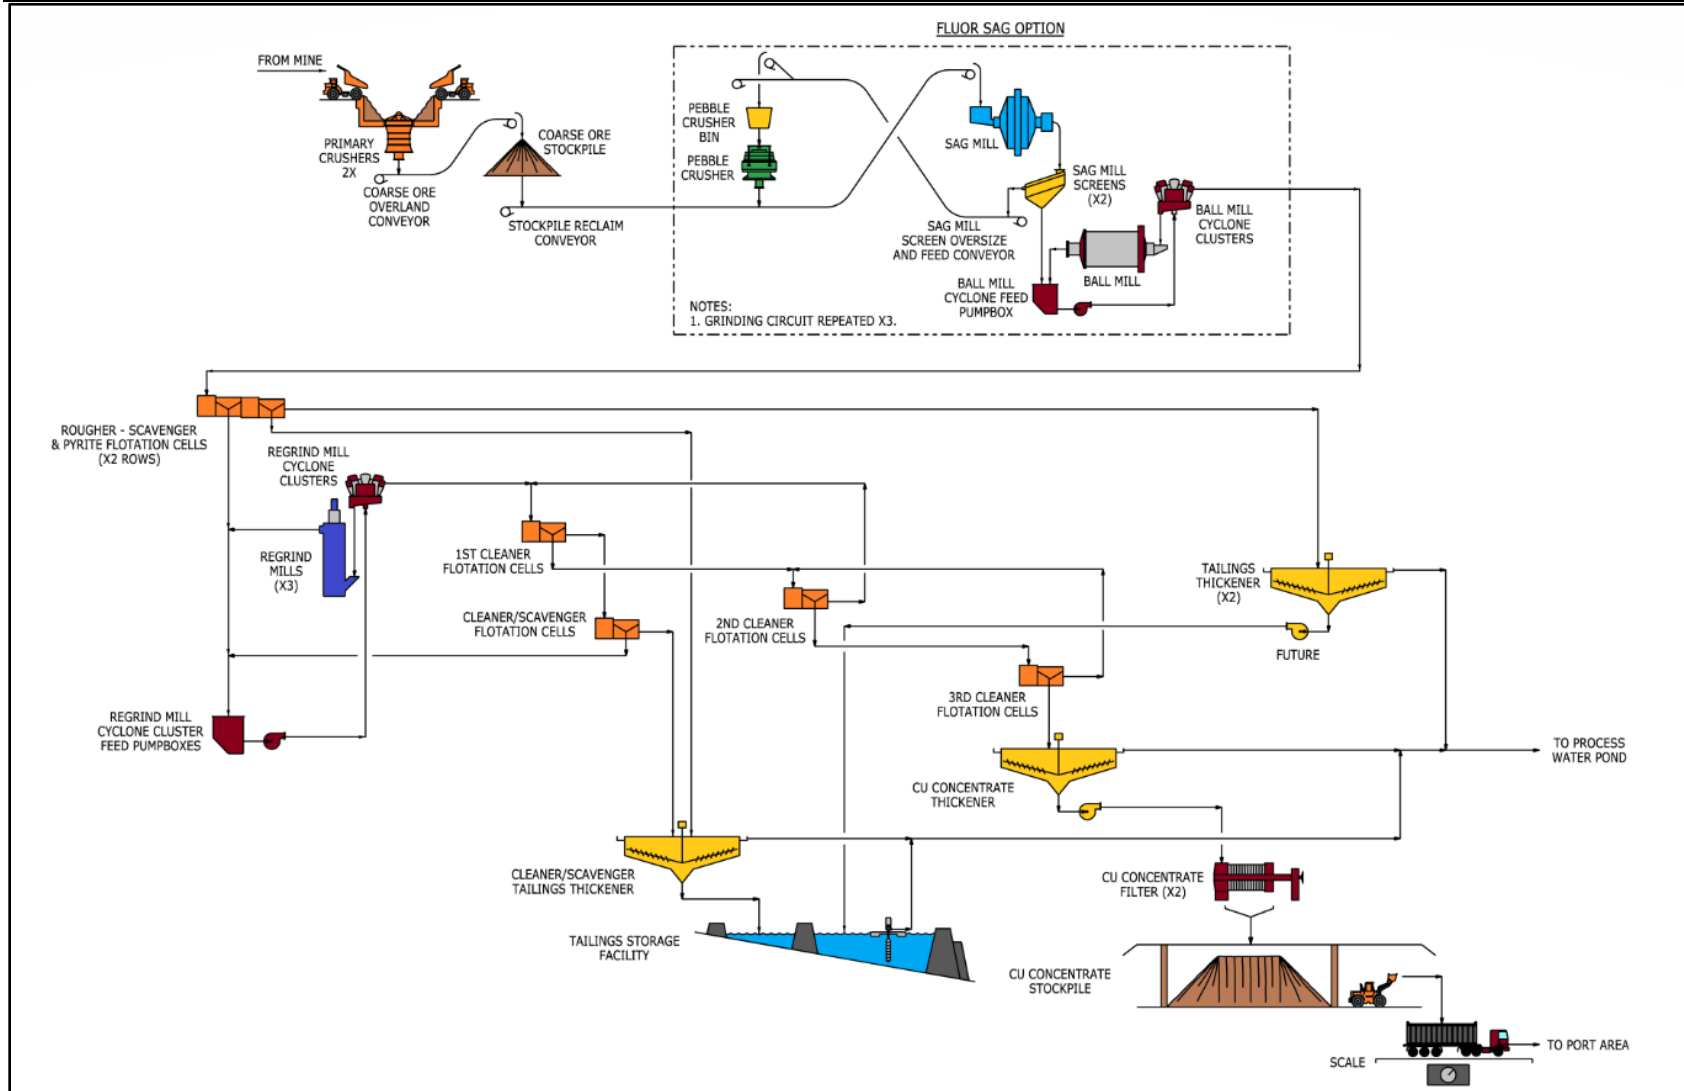 FLUOR SAG OPTION
FROM MINE
PRIMARY
CRUSHERS
2X
COARSE ORE
OVERLAND
CONVEYOR
COARSE ORE
STOCKPILE
STOCKPILE RECLAIM
CONVEYOR
PEBBLE
CRUSHER
BIN
PEBBLE
CRUSHER
SAG MILL
SAG MILL
SCREENS
(X2)
SAG MILL
SCREEN OVERSIZE
AND FEED CONVEYOR
BALL MILL
CYCLONE
CLUSTERS
BALL MILL
BALL MILL
CYCLONE FEED
PUMPBOX
NOTES:
1. GRINDING CIRCUIT REPEATED X3.
ROUGHER - SCAVENGER
& PYRITE FLOTATION CELLS
(X2 ROWS)
REGRIND MILL
CYCLONE
CLUSTERS
REGRIND
MILLS
(X3)
1ST CLEANER
FLOTATION CELLS
CLEANER/SCAVENGER
FLOTATION CELLS
2ND CLEANER
FLOTATION CELLS
TAILINGS
THICKENER
(X2)
FUTURE
3RD CLEANER
FLOTATION CELLS
REGRIND MILL
CYCLONE CLUSTER
FEED PUMPBOXES
TO PROCESS
WATER POND
CU CONCENTRATE
THICKENER
CLEANER/SCAVENGER
TAILINGS THICKENER
CU CONCENTRATE
FILTER (X2)
TAILINGS STORAGE
FACILITY
CU CONCENTRATE
STOCKPILE
TO PORT AREA
SCALE